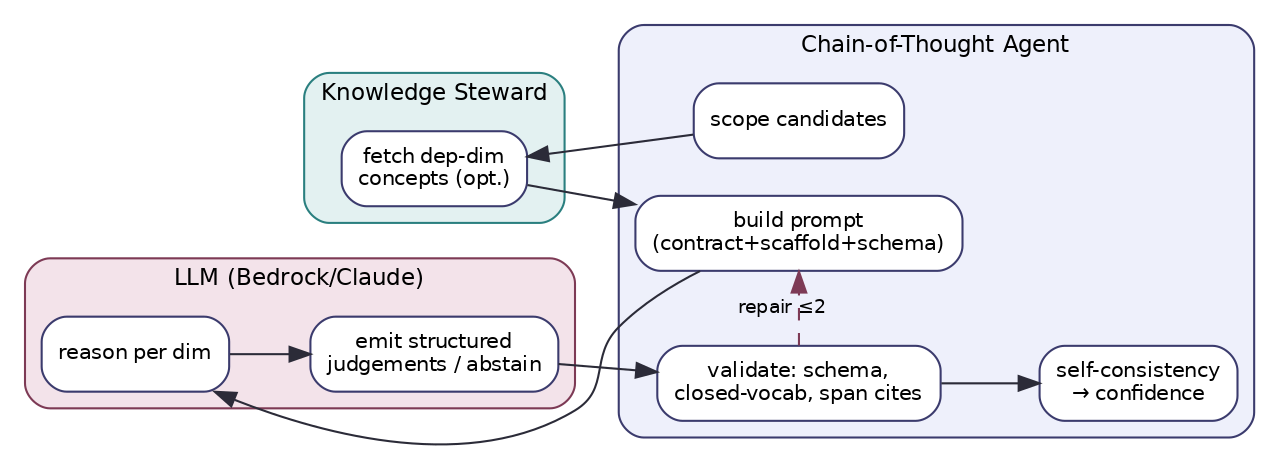 Chain-of-Thought Agent
scope candidates
Knowledge Steward
fetch dep-dim
concepts (opt.)
build prompt
(contract+scaffold+schema)
LLM (Bedrock/Claude)
reason per dim
emit structured
judgements / abstain
repair ≤2
validate: schema,
closed-vocab, span cites
self-consistency
→ confidence